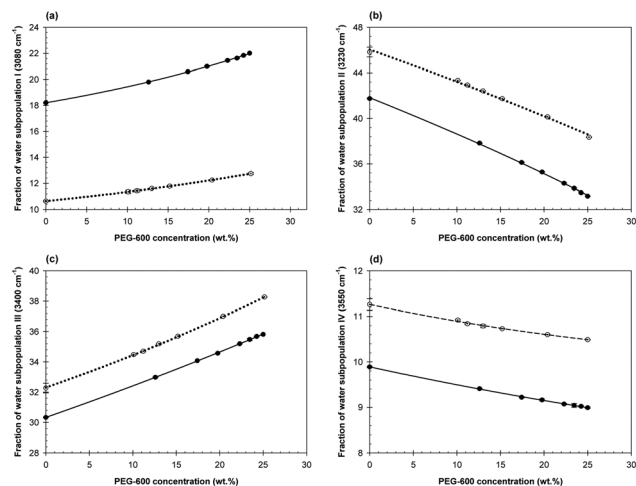 (a)
Fraction of water subpopulation I (3080 cm⁻¹)
24
22
20
18
16
14
12
10
0 5 10 15 20 25 30
PEG-600 concentration (wt.%)
(b)
Fraction of water subpopulation II (3230 cm⁻¹)
48
44
40
36
32
0 5 10 15 20 25 30
PEG-600 concentration (wt.%)
(c)
Fraction of water subpopulation III (3400 cm⁻¹)
40
38
36
34
32
30
28
0 5 10 15 20 25 30
PEG-600 concentration (wt.%)
(d)
Fraction of water subpopulation IV (3550 cm⁻¹)
12
11
10
9
8
0 5 10 15 20 25 30
PEG-600 concentration (wt.%)